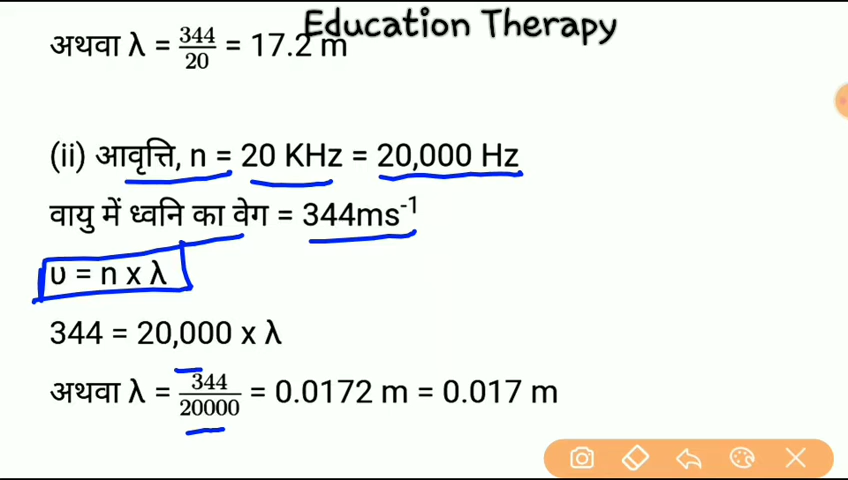 Education Therapy
अथवा λ = 344/20 = 17.2 m
(ii) आवृत्ति, n = 20 KHz = 20,000 Hz
वायु में ध्वनि का वेग = 344ms⁻¹
υ = n x λ
344 = 20,000 x λ
अथवा λ = 344/20000 = 0.0172 m = 0.017 m